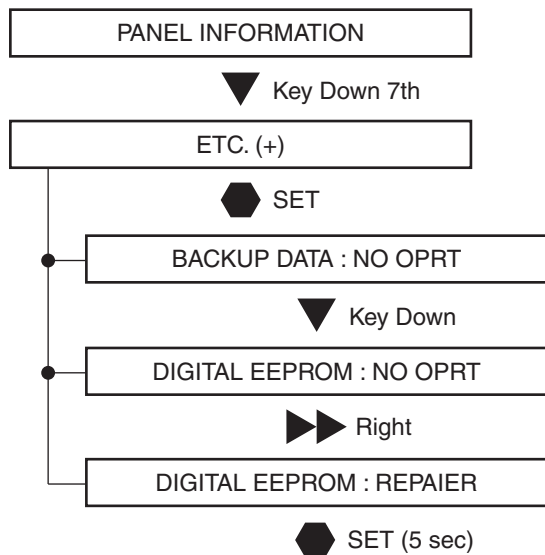 PANEL INFORMATION
Key Down 7th
ETC. (+)
SET
BACKUP DATA : NO OPRT
Key Down
DIGITAL EEPROM : NO OPRT
Right
DIGITAL EEPROM : REPAIER
SET (5 sec)